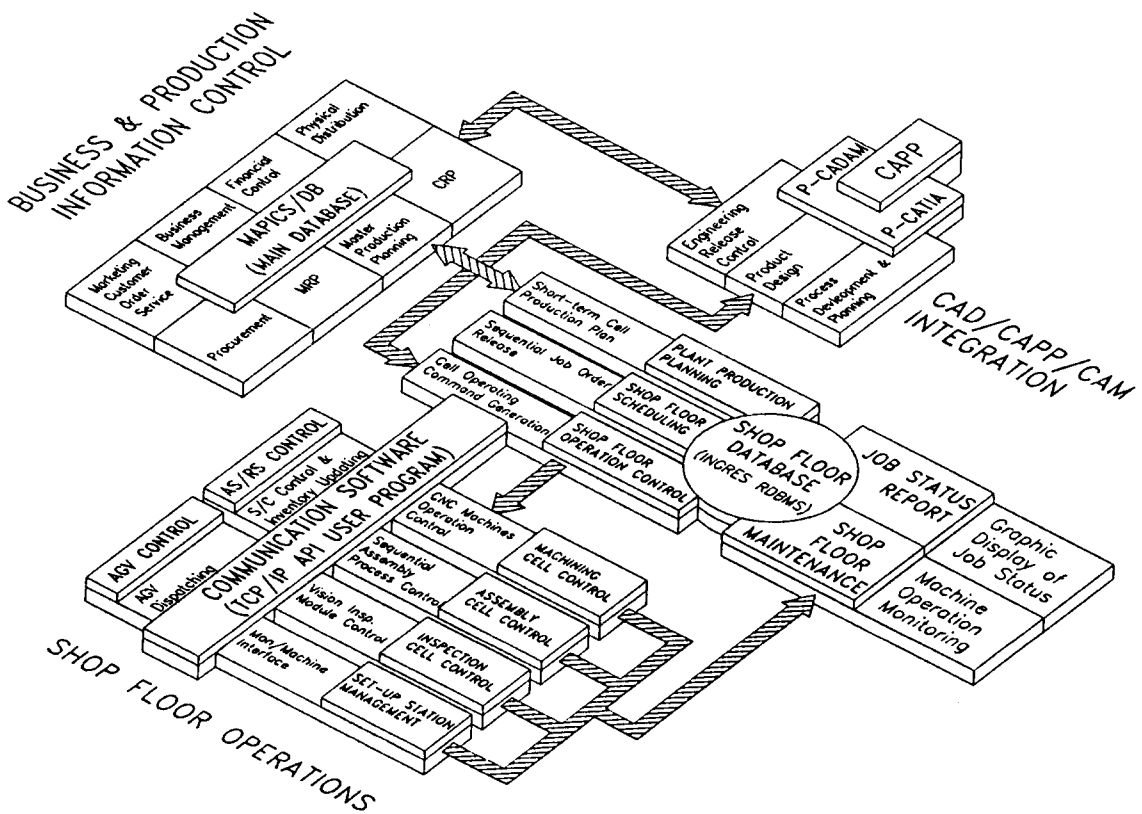 BUSINESS & PRODUCTION
INFORMATION CONTROL
Physical
Distribution
Financial
Control
Business
Management
Marketing
Customer
Order
Service
MAPICS/DB
(MAIN DATABASE)
CRP
Master
Production
Planning
MRP
Procurement
CAPP
P-CADAM
P-CATIA
Engineering
Release
Control
Product
Design
Process
Development &
Planning
CAD/CAPP/CAM
INTEGRATION
Short-term Cell
Production Plan
PLANT PRODUCTION
PLANNING
Sequential Job Order
Release
SHOP FLOOR
SCHEDULING
Cell Operating
Command Generation
SHOP FLOOR
OPERATION CONTROL
SHOP FLOOR
DATABASE
(INGRES RDBMS)
JOB STATUS
REPORT
SHOP
FLOOR
MAINTENANCE
Graphic
Display of
Job Status
Machine
Operation
Monitoring
AS/RS CONTROL
S/C Control &
Inventory Updating
AGV CONTROL
AGV
Dispatching
COMMUNICATION SOFTWARE
(TCP/IP API USER PROGRAM)
CNC Machines
Operation
Control
MACHINING
CELL CONTROL
Sequential
Assembly
Process Control
ASSEMBLY
CELL CONTROL
Vision Insp.
Module Control
INSPECTION
CELL CONTROL
Man/Machine
Interface
SET-UP STATION
MANAGEMENT
SHOP FLOOR OPERATIONS